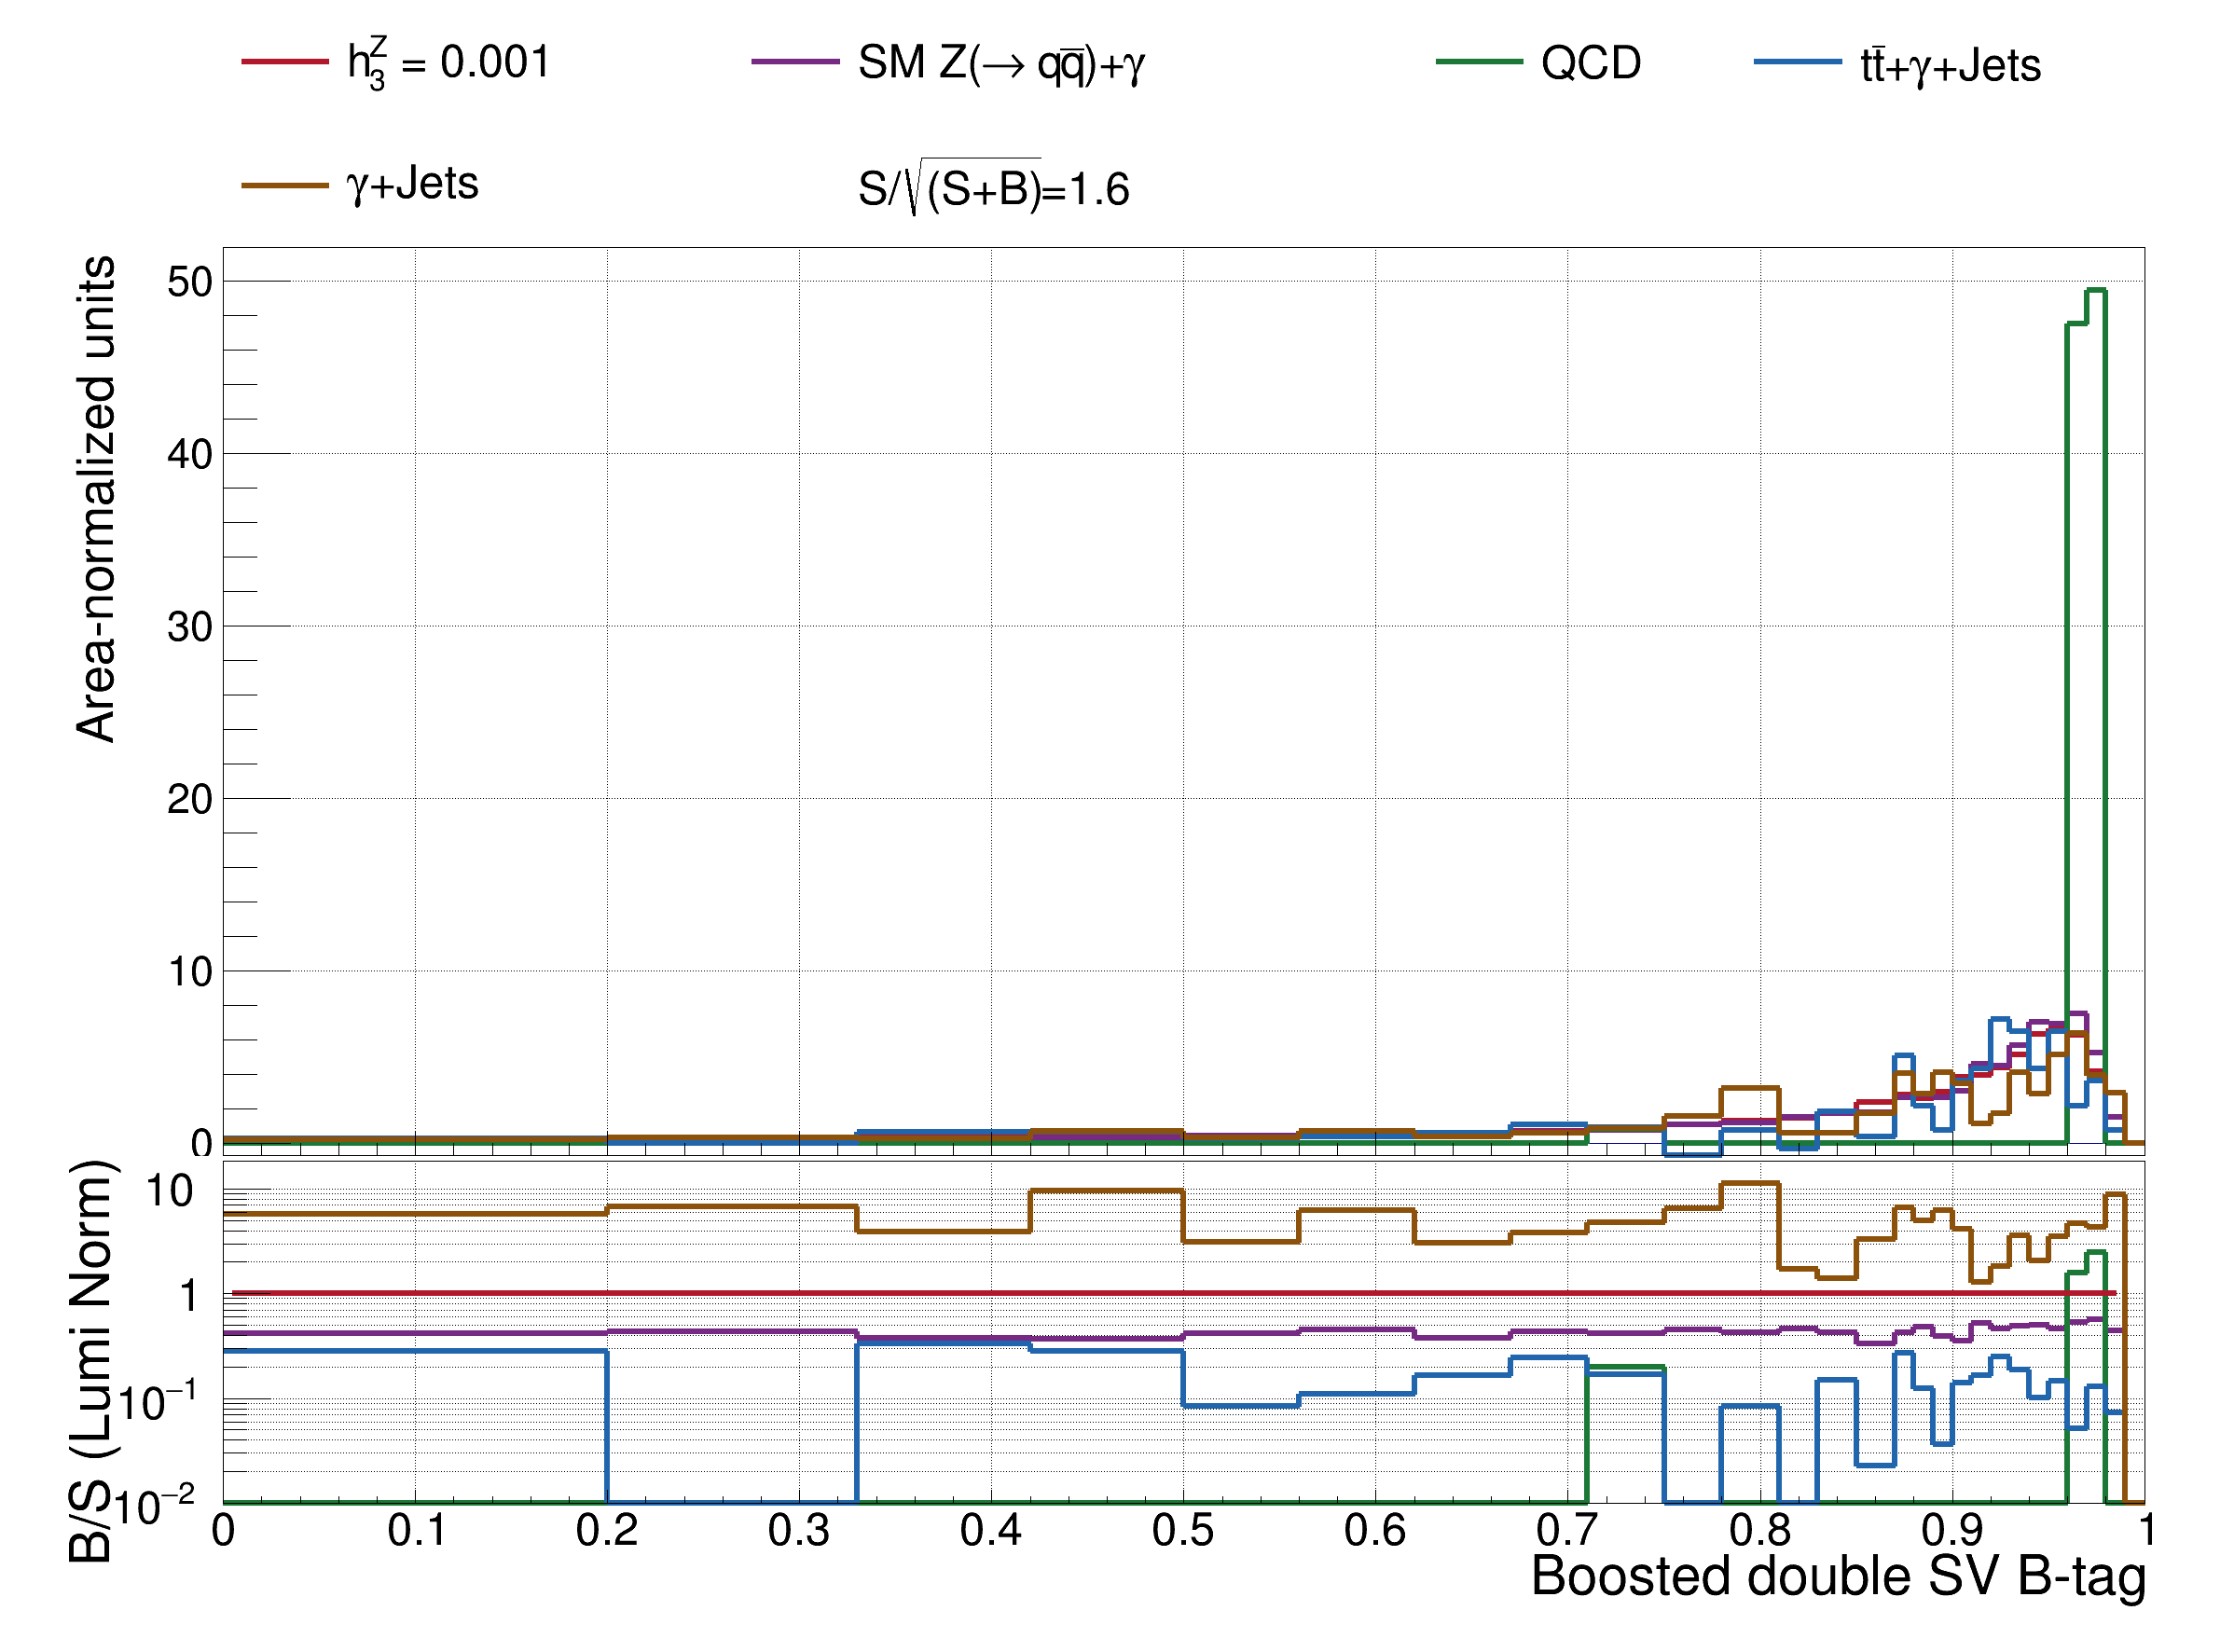 h₃ᶻ = 0.001
SM Z(→ qq̅)+γ
QCD
tt̅+γ+Jets
γ+Jets
S/√(S+B)=1.6
Area-normalized units
50
40
30
20
10
0
B/S (Lumi Norm)
10
1
10⁻¹
10⁻²
0 0.1 0.2 0.3 0.4 0.5 0.6 0.7 0.8 0.9 1
Boosted double SV B-tag